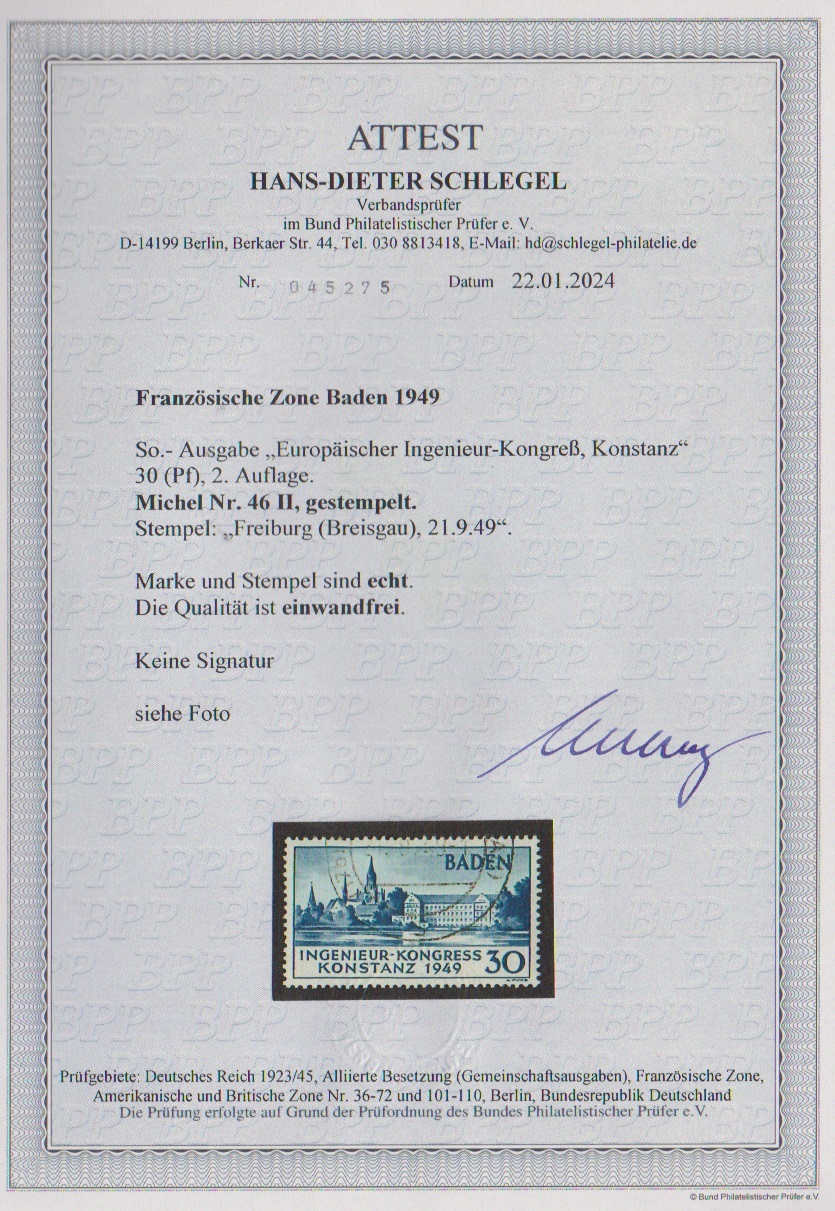 ATTEST
HANS-DIETER SCHLEGEL
Verbandsprüfer
im Bund Philatelistischer Prüfer e. V.
D-14199 Berlin, Berkaer Str. 44, Tel. 030 8813418, E-Mail: hd@schlegel-philatelie.de
Nr. 045275 Datum 22.01.2024
Französische Zone Baden 1949
So.- Ausgabe „Europäischer Ingenieur-Kongreß, Konstanz“
30 (Pf), 2. Auflage.
Michel Nr. 46 II, gestempelt.
Stempel: „Freiburg (Breisgau), 21.9.49“.
Marke und Stempel sind echt.
Die Qualität ist einwandfrei.
Keine Signatur
siehe Foto
BADEN
INGENIEUR-KONGRESS
KONSTANZ 1949 30
Prüfgebiete: Deutsches Reich 1923/45, Alliierte Besetzung (Gemeinschaftsausgaben), Französische Zone,
Amerikanische und Britische Zone Nr. 36-72 und 101-110, Berlin, Bundesrepublik Deutschland
Die Prüfung erfolgte auf Grund der Prüfordnung des Bundes Philatelistischer Prüfer e.V.
© Bund Philatelistischer Prüfer e.V.